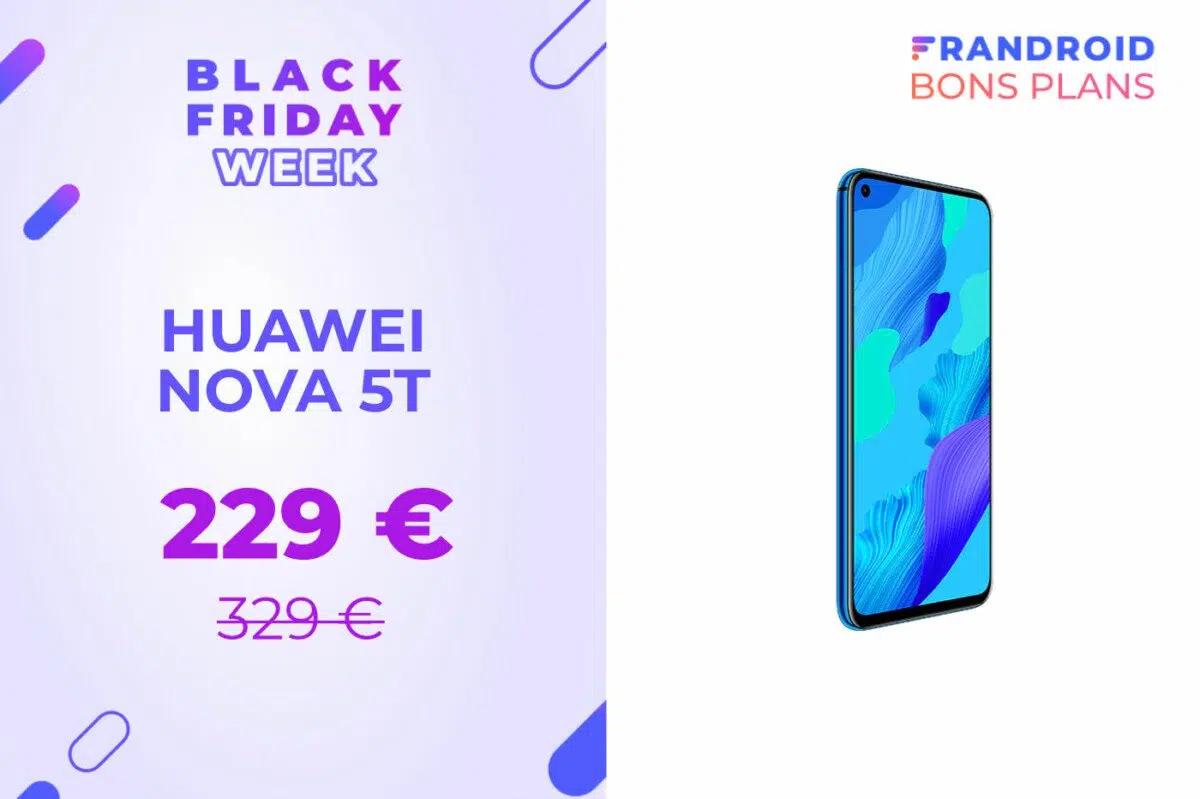 BLACK
FRIDAY
WEEK
HUAWEI
NOVA 5T
229 €
329 €
FRANDROID
BONS PLANS